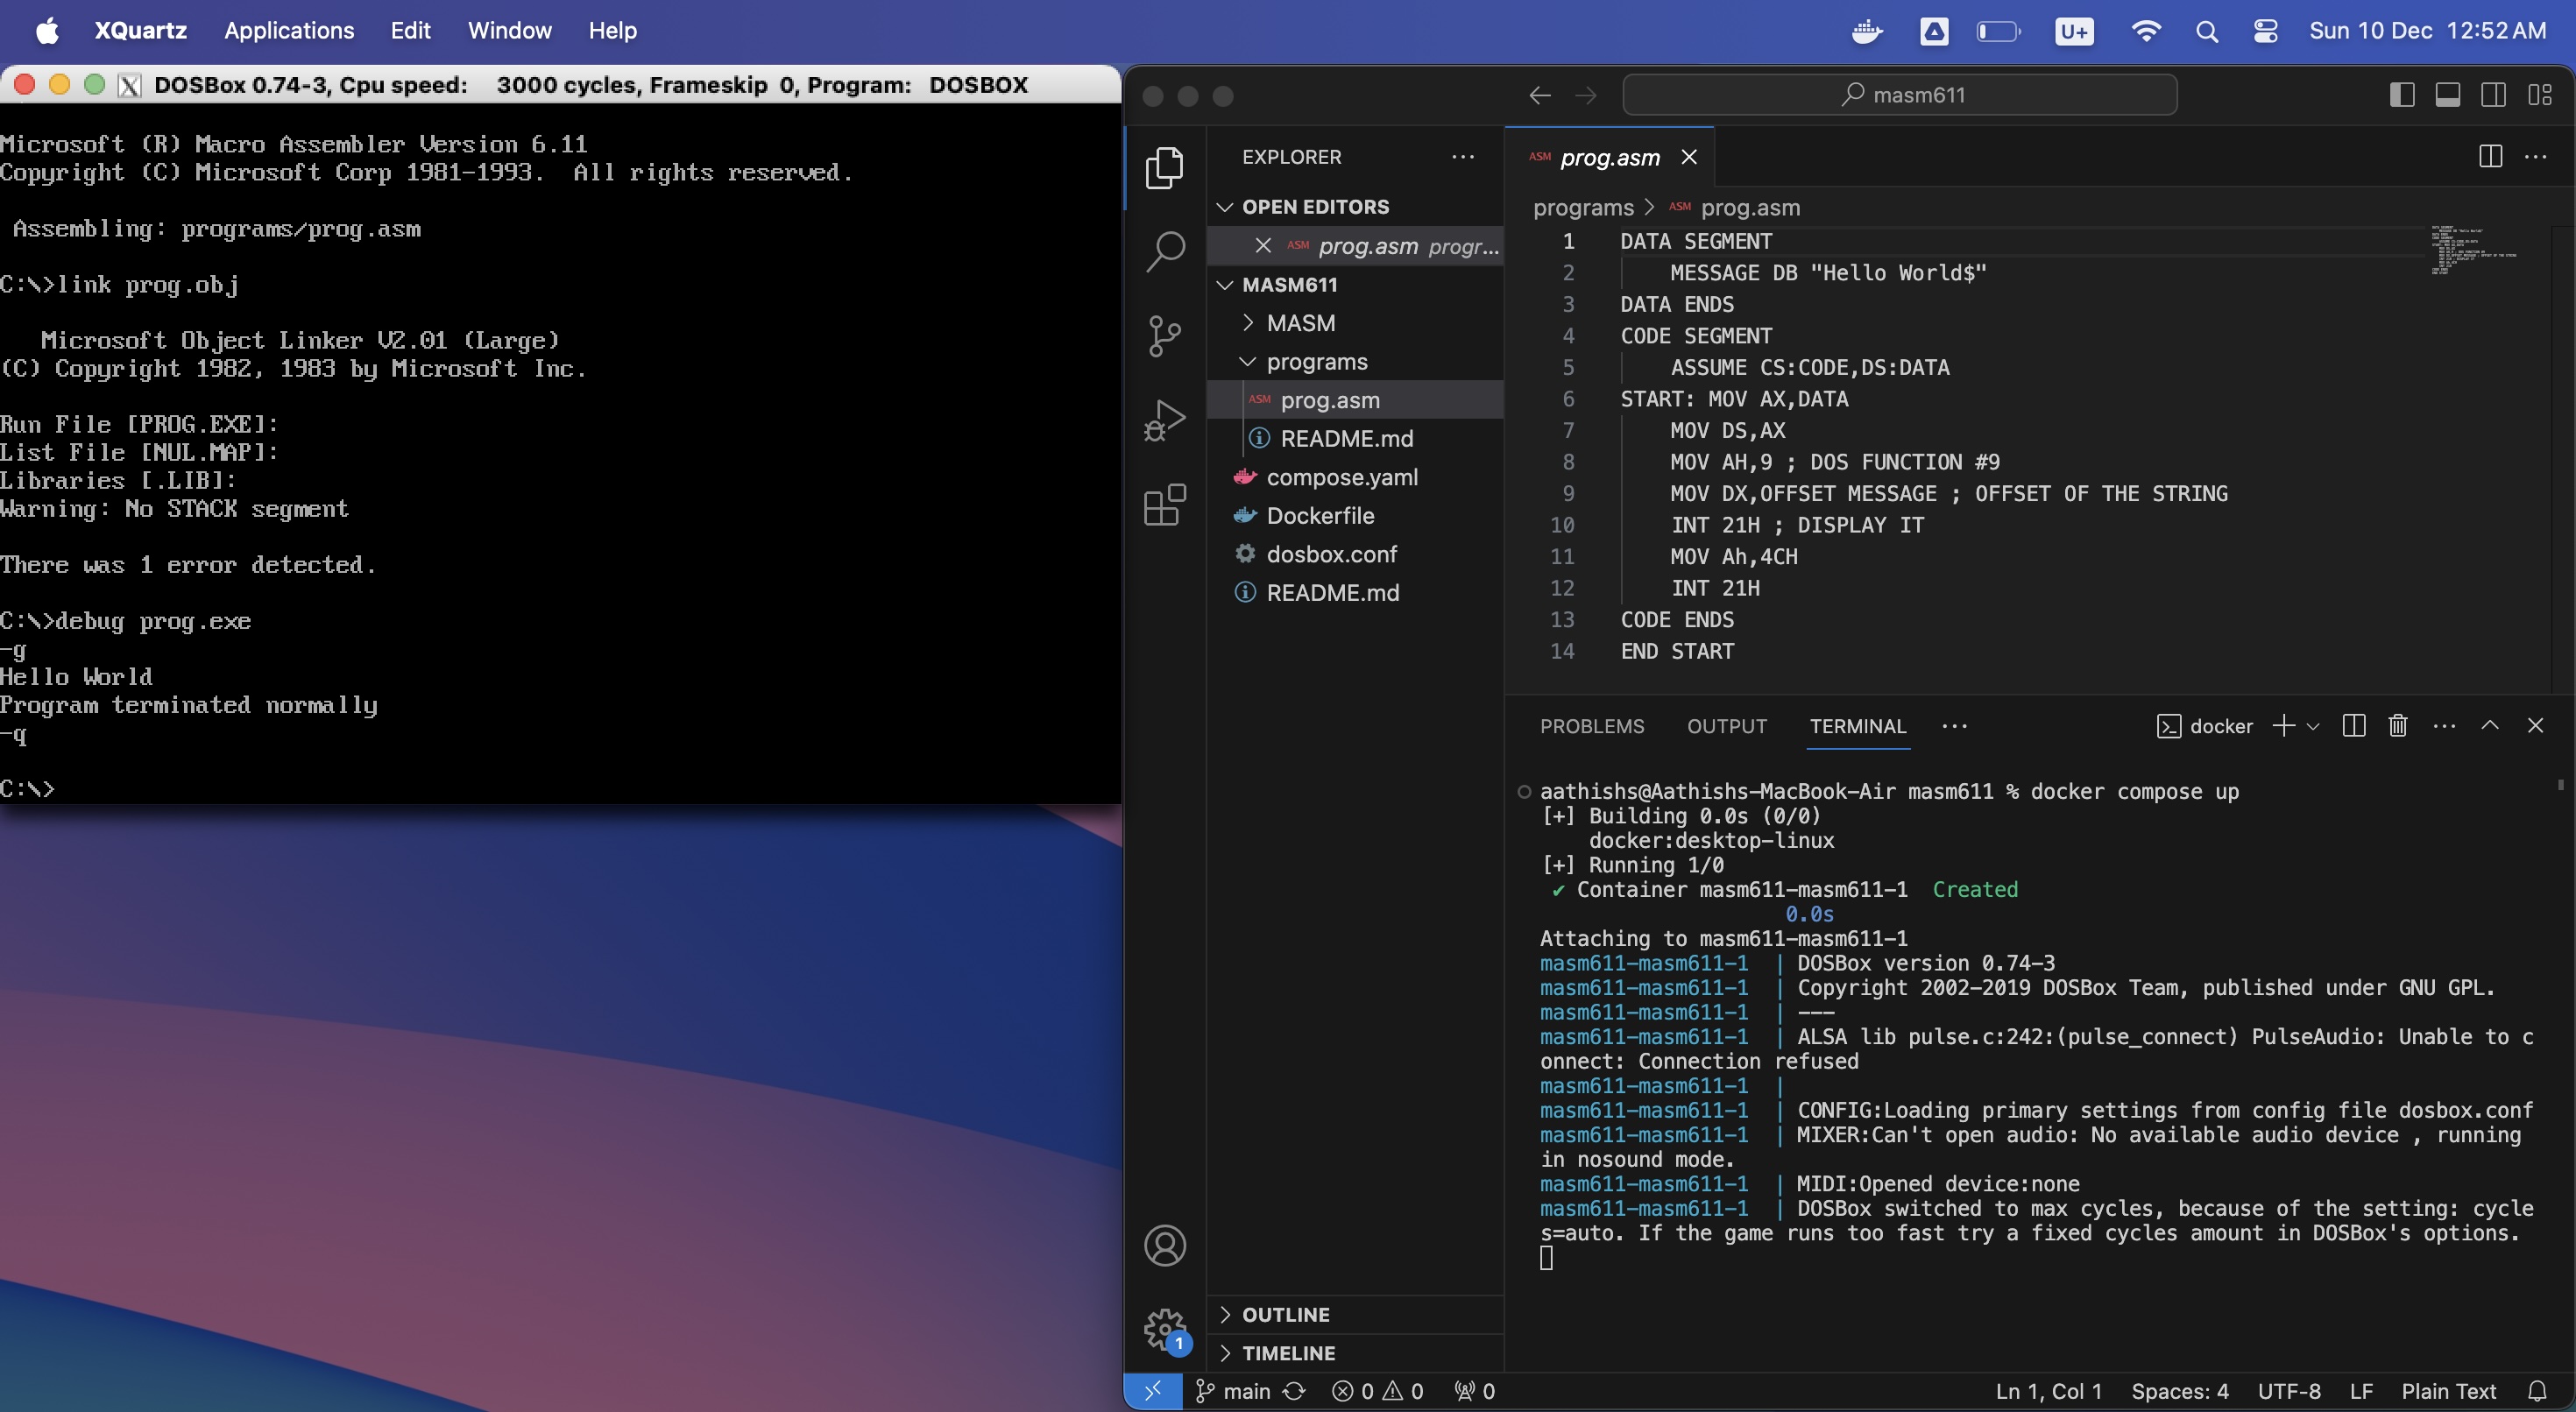 XQuartz Applications Edit Window Help U+ Sun 10 Dec 12:52 AM
DOSBox 0.74-3, Cpu speed: 3000 cycles, Frameskip 0, Program: DOSBOX
Microsoft (R) Macro Assembler Version 6.11
Copyright (C) Microsoft Corp 1981-1993. All rights reserved.
Assembling: programs/prog.asm
C:\>link prog.obj
Microsoft Object Linker V2.01 (Large)
(C) Copyright 1982, 1983 by Microsoft Inc.
Run File [PROG.EXE]:
List File [NUL.MAP]:
Libraries [.LIB]:
Warning: No STACK segment
There was 1 error detected.
C:\>debug prog.exe
-g
Hello World
Program terminated normally
-q
C:\>
masm611
EXPLORER
OPEN EDITORS
ASM prog.asm progr...
MASM611
MASM
programs
ASM prog.asm
README.md
compose.yaml
Dockerfile
dosbox.conf
README.md
OUTLINE
TIMELINE
1
ASM prog.asm
programs > ASM prog.asm
1 DATA SEGMENT
2 MESSAGE DB "Hello World$"
3 DATA ENDS
4 CODE SEGMENT
5 ASSUME CS:CODE,DS:DATA
6 START: MOV AX,DATA
7 MOV DS,AX
8 MOV AH,9 ; DOS FUNCTION #9
9 MOV DX,OFFSET MESSAGE ; OFFSET OF THE STRING
10 INT 21H ; DISPLAY IT
11 MOV Ah,4CH
12 INT 21H
13 CODE ENDS
14 END START
PROBLEMS OUTPUT TERMINAL ... docker
aathishs@Aathishs-MacBook-Air masm611 % docker compose up
[+] Building 0.0s (0/0)
docker:desktop-linux
[+] Running 1/0
✔ Container masm611-masm611-1 Created
0.0s
Attaching to masm611-masm611-1
masm611-masm611-1 | DOSBox version 0.74-3
masm611-masm611-1 | Copyright 2002-2019 DOSBox Team, published under GNU GPL.
masm611-masm611-1 | ---
masm611-masm611-1 | ALSA lib pulse.c:242:(pulse_connect) PulseAudio: Unable to c
onnect: Connection refused
masm611-masm611-1 |
masm611-masm611-1 | CONFIG:Loading primary settings from config file dosbox.conf
masm611-masm611-1 | MIXER:Can't open audio: No available audio device , running
in nosound mode.
masm611-masm611-1 | MIDI:Opened device:none
masm611-masm611-1 | DOSBox switched to max cycles, because of the setting: cycle
s=auto. If the game runs too fast try a fixed cycles amount in DOSBox's options.
main 0 0 0 Ln 1, Col 1 Spaces: 4 UTF-8 LF Plain Text